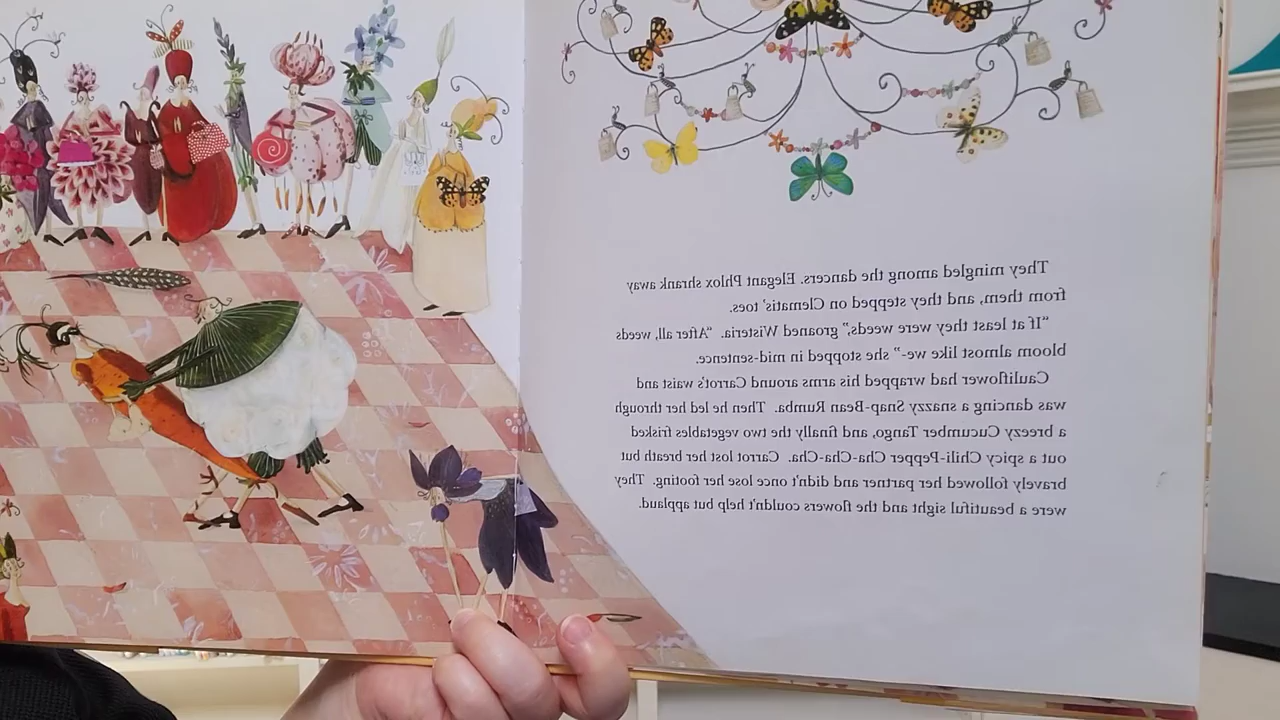 They mingled among the dancers. Elegant Phlox shrank away
from them, and they stepped on Clematis' toes.
"If at least they were weeds," groaned Wisteria. "After all, weeds
bloom almost like we-" she stopped in mid-sentence.
Cauliflower had wrapped his arms around Carrot's waist and
was dancing a snazzy Snap-Bean Rumba. Then he led her through
a breezy Cucumber Tango, and finally the two vegetables frisked
out a spicy Chili-Pepper Cha-Cha-Cha. Carrot lost her breath but
bravely followed her partner and didn't once lose her footing. They
were a beautiful sight and the flowers couldn't help but applaud.